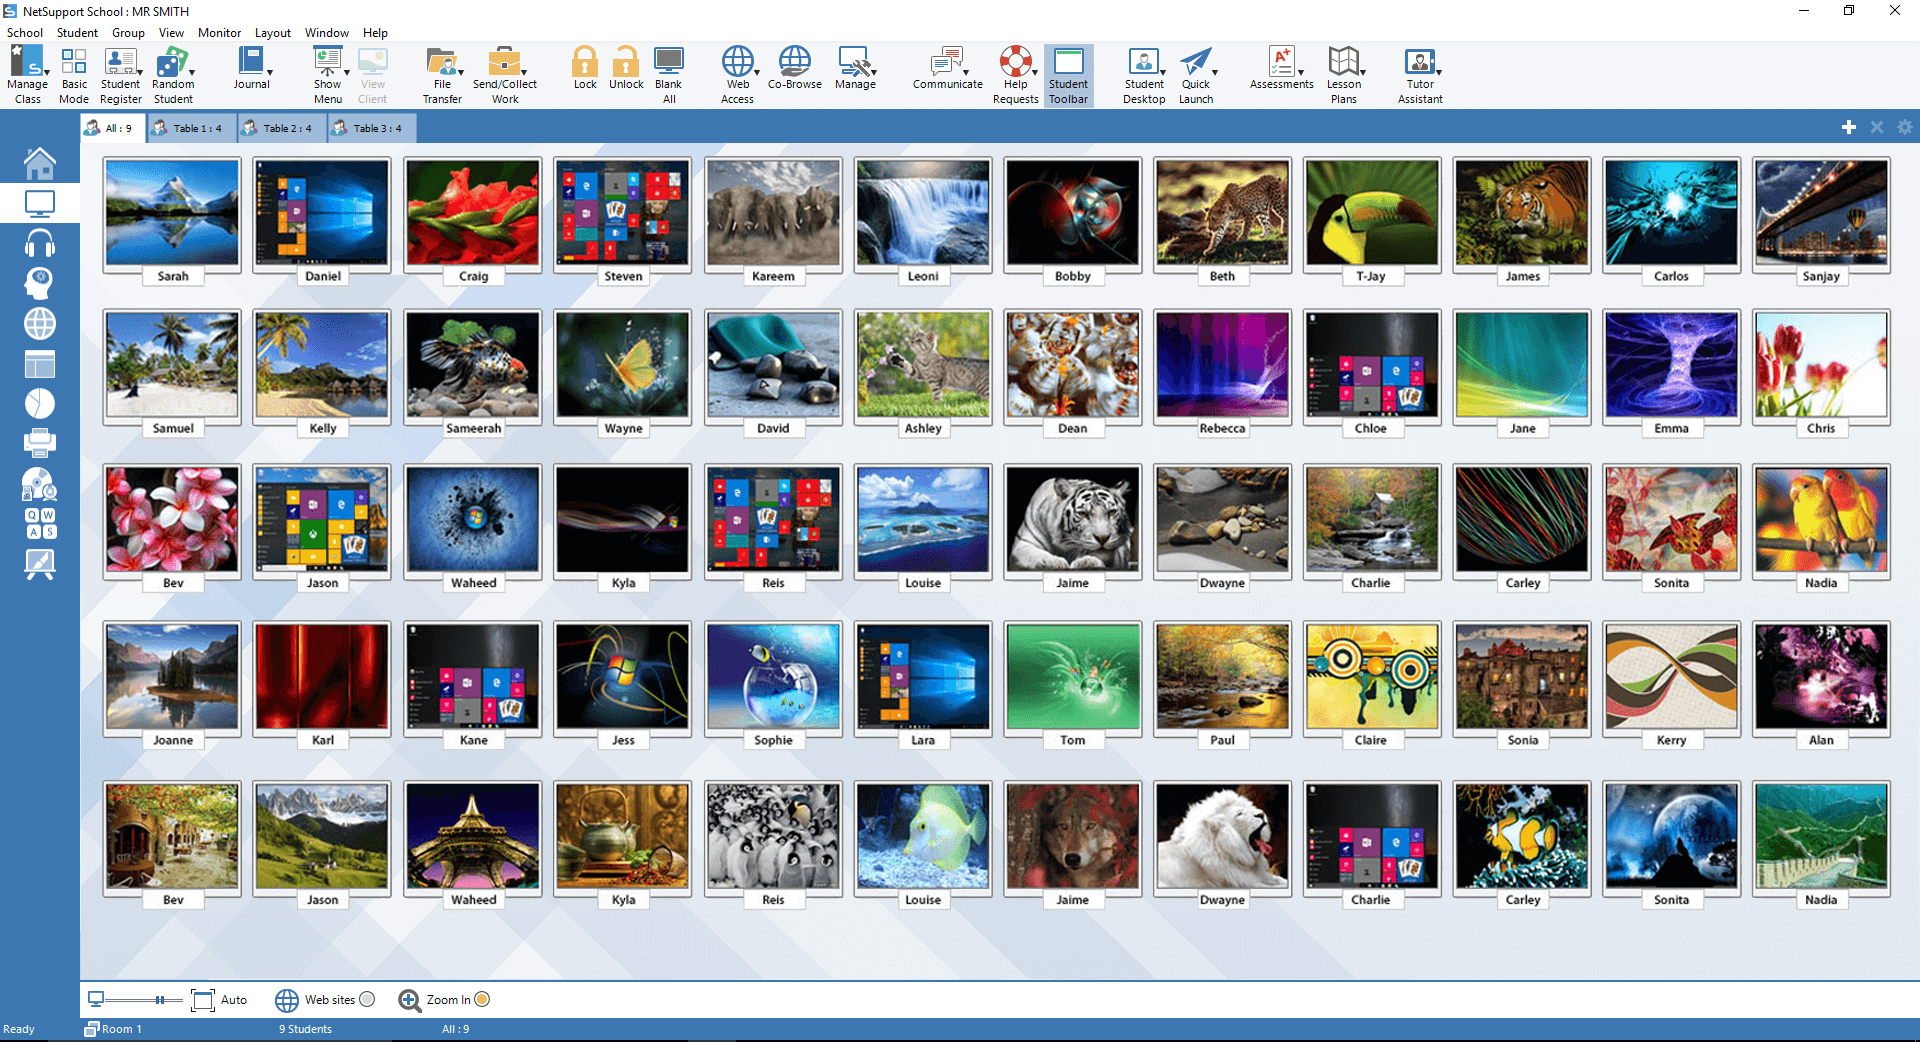 NetSupport School : MR SMITH
School Student Group View Monitor Layout Window Help
Manage Class
Basic Mode
Student Register
Random Student
Journal
Show Menu
View Client
File Transfer
Send/Collect Work
Lock
Unlock
Blank All
Web Access
Co-Browse
Manage
Communicate
Help Requests
Student Toolbar
Student Desktop
Quick Launch
Assessments
Lesson Plans
Tutor Assistant
All : 9 Table 1 : 4 Table 2 : 4 Table 3 : 4
Sarah Daniel Craig Steven Kareem Leoni Bobby Beth T-Jay James Carlos Sanjay
Samuel Kelly Sameerah Wayne David Ashley Dean Rebecca Chloe Jane Emma Chris
Bev Jason Waheed Kyla Reis Louise Jaime Dwayne Charlie Carley Sonita Nadia
Q W
A S
Joanne Karl Kane Jess Sophie Lara Tom Paul Claire Sonia Kerry Alan
Bev Jason Waheed Kyla Reis Louise Jaime Dwayne Charlie Carley Sonita Nadia
Auto Web sites Zoom In
Ready Room 1 9 Students All : 9